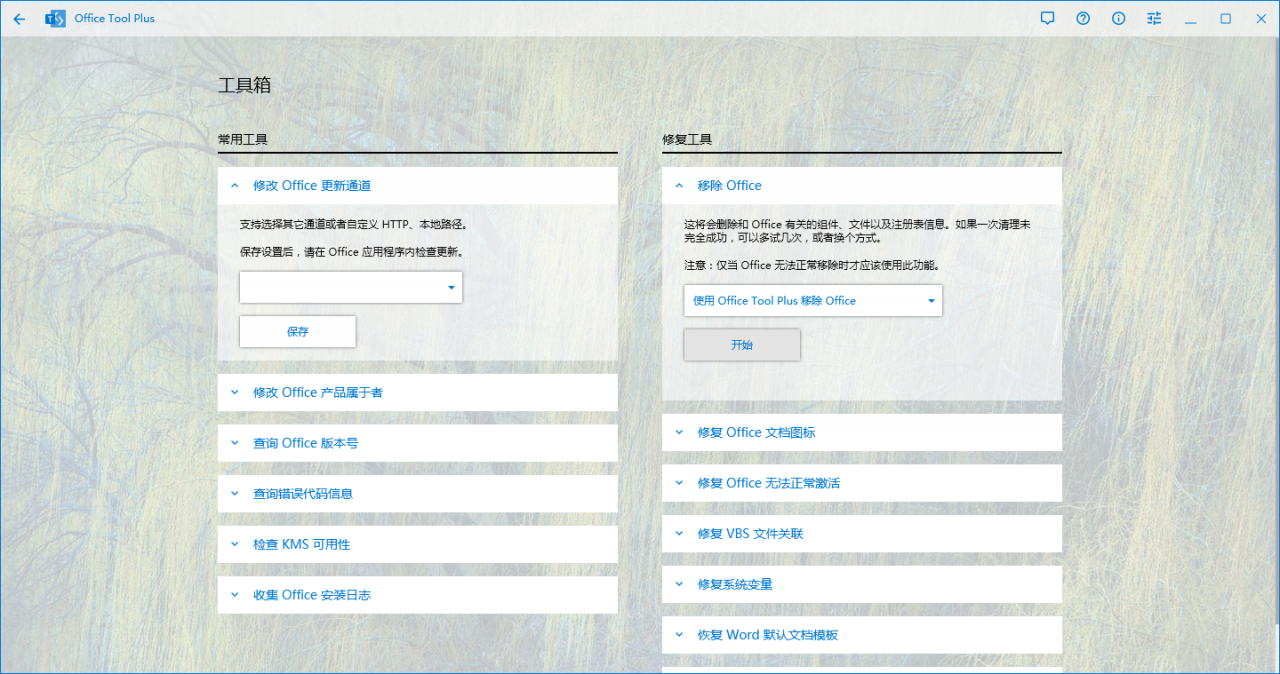 Office Tool Plus
工具箱
常用工具
修改 Office 更新通道
支持选择其它通道或者自定义 HTTP、本地路径。
保存设置后，请在 Office 应用程序内检查更新。
保存
修改 Office 产品属于者
查询 Office 版本号
查询错误代码信息
检查 KMS 可用性
收集 Office 安装日志
修复工具
移除 Office
这将会删除和 Office 有关的组件、文件以及注册表信息。如果一次清理未
完全成功，可以多试几次，或者换个方式。
注意：仅当 Office 无法正常移除时才应该使用此功能。
使用 Office Tool Plus 移除 Office
开始
修复 Office 文档图标
修复 Office 无法正常激活
修复 VBS 文件关联
修复系统变量
恢复 Word 默认文档模板